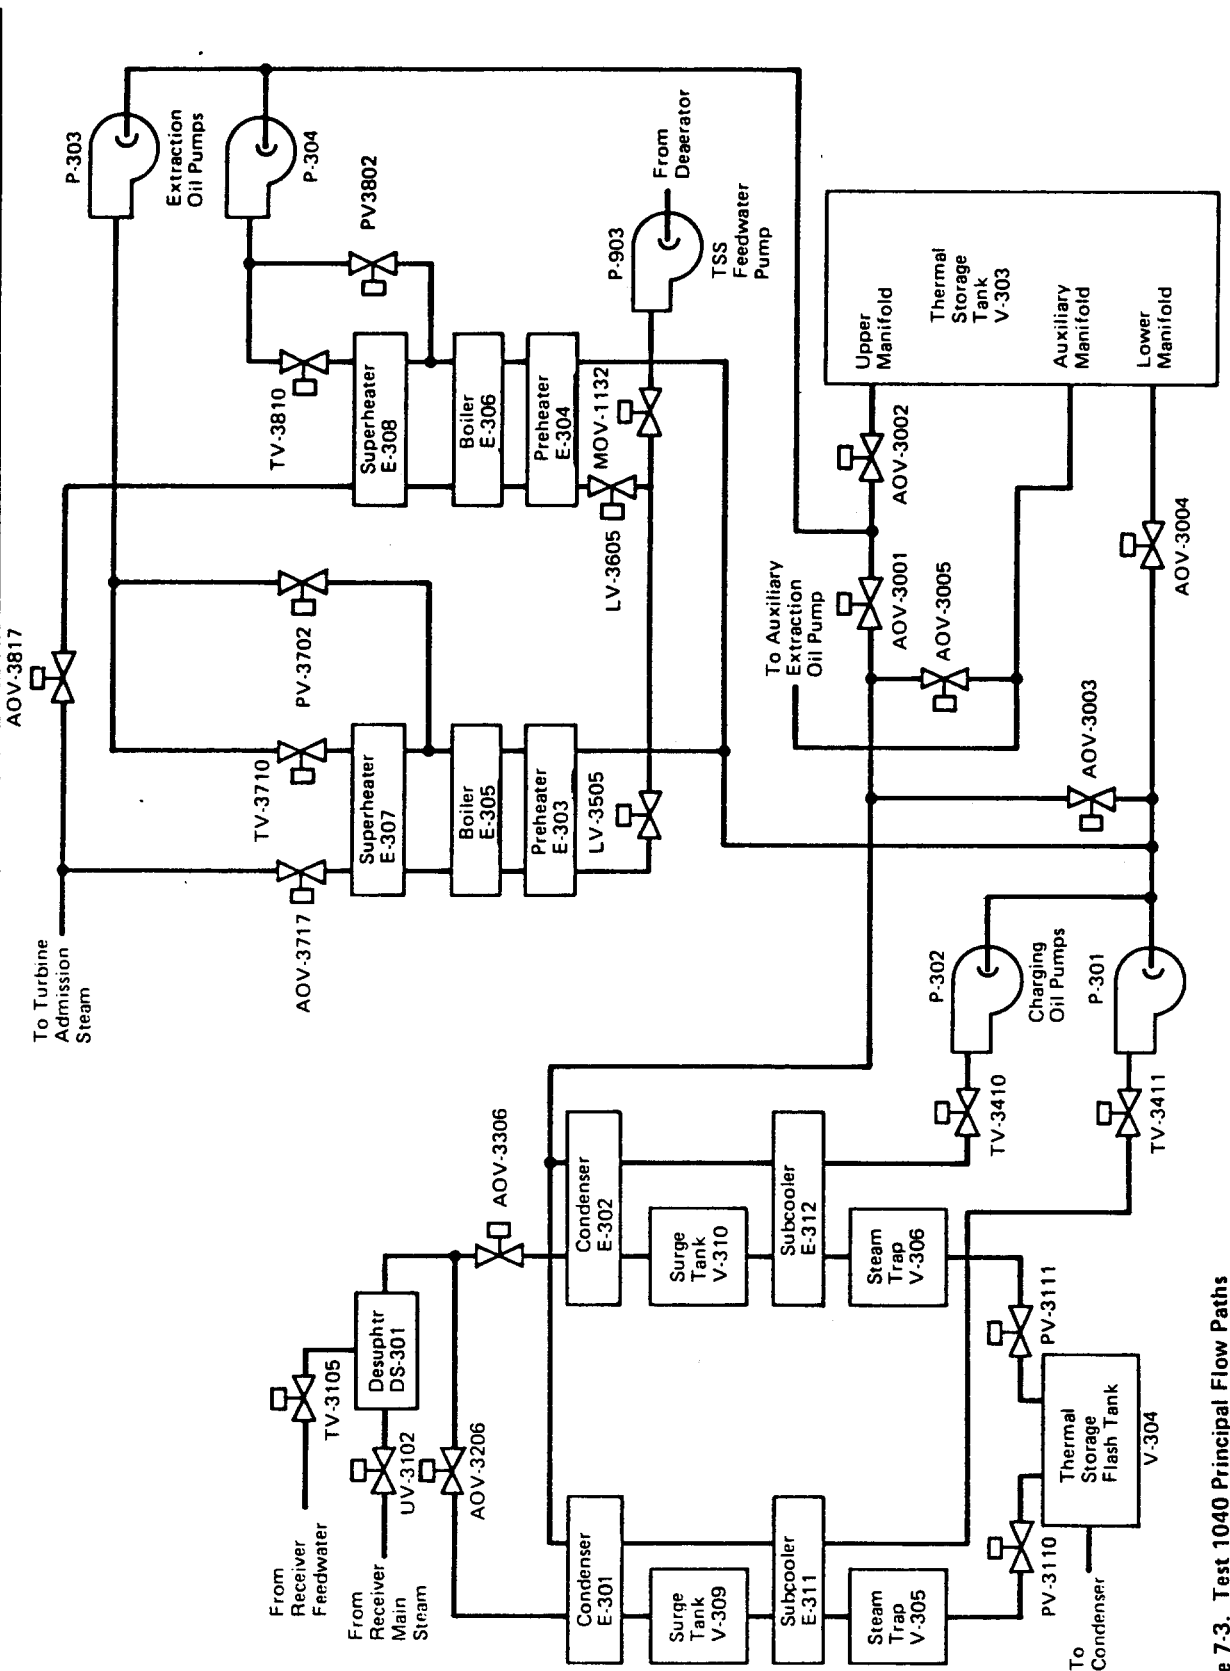 AOV-3817
P-303
Extraction
Oil Pumps
P-304
PV3802
TV-3810
Superheater
E-308
Boiler
E-306
Preheater
E-304
MOV-1132
P-903
From
Deaerator
TSS
Feedwater
Pump
LV-3605
PV-3702
TV-3710
Superheater
E-307
Boiler
E-305
Preheater
E-303
LV-3505
AOV-3717
To Turbine
Admission
Steam
Upper
Manifold
Thermal
Storage
Tank
V-303
Auxiliary
Manifold
Lower
Manifold
AOV-3002
AOV-3001
AOV-3005
AOV-3004
AOV-3003
To Auxiliary
Extraction
Oil Pump
P-302
Charging
Oil Pumps
P-301
TV-3410
TV-3411
AOV-3306
Condenser
E-302
Surge
Tank
V-310
Subcooler
E-312
Steam
Trap
V-306
PV-3111
Desuphtr
DS-301
TV-3105
UV-3102
AOV-3206
From
Receiver
Feedwater
From
Receiver
Main
Steam
Condenser
E-301
Surge
Tank
V-309
Subcooler
E-311
Steam
Trap
V-305
PV-3110
Thermal
Storage
Flash Tank
V-304
To
Condenser
e 7-3. Test 1040 Principal Flow Paths